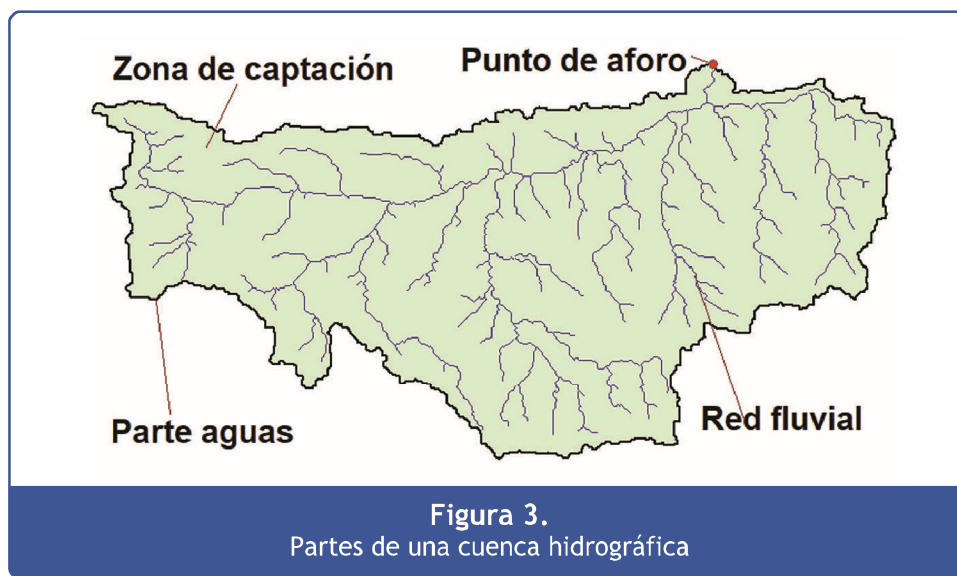 Zona de captación
Punto de aforo
Parte aguas
Red fluvial
Figura 3.
Partes de una cuenca hidrográfica